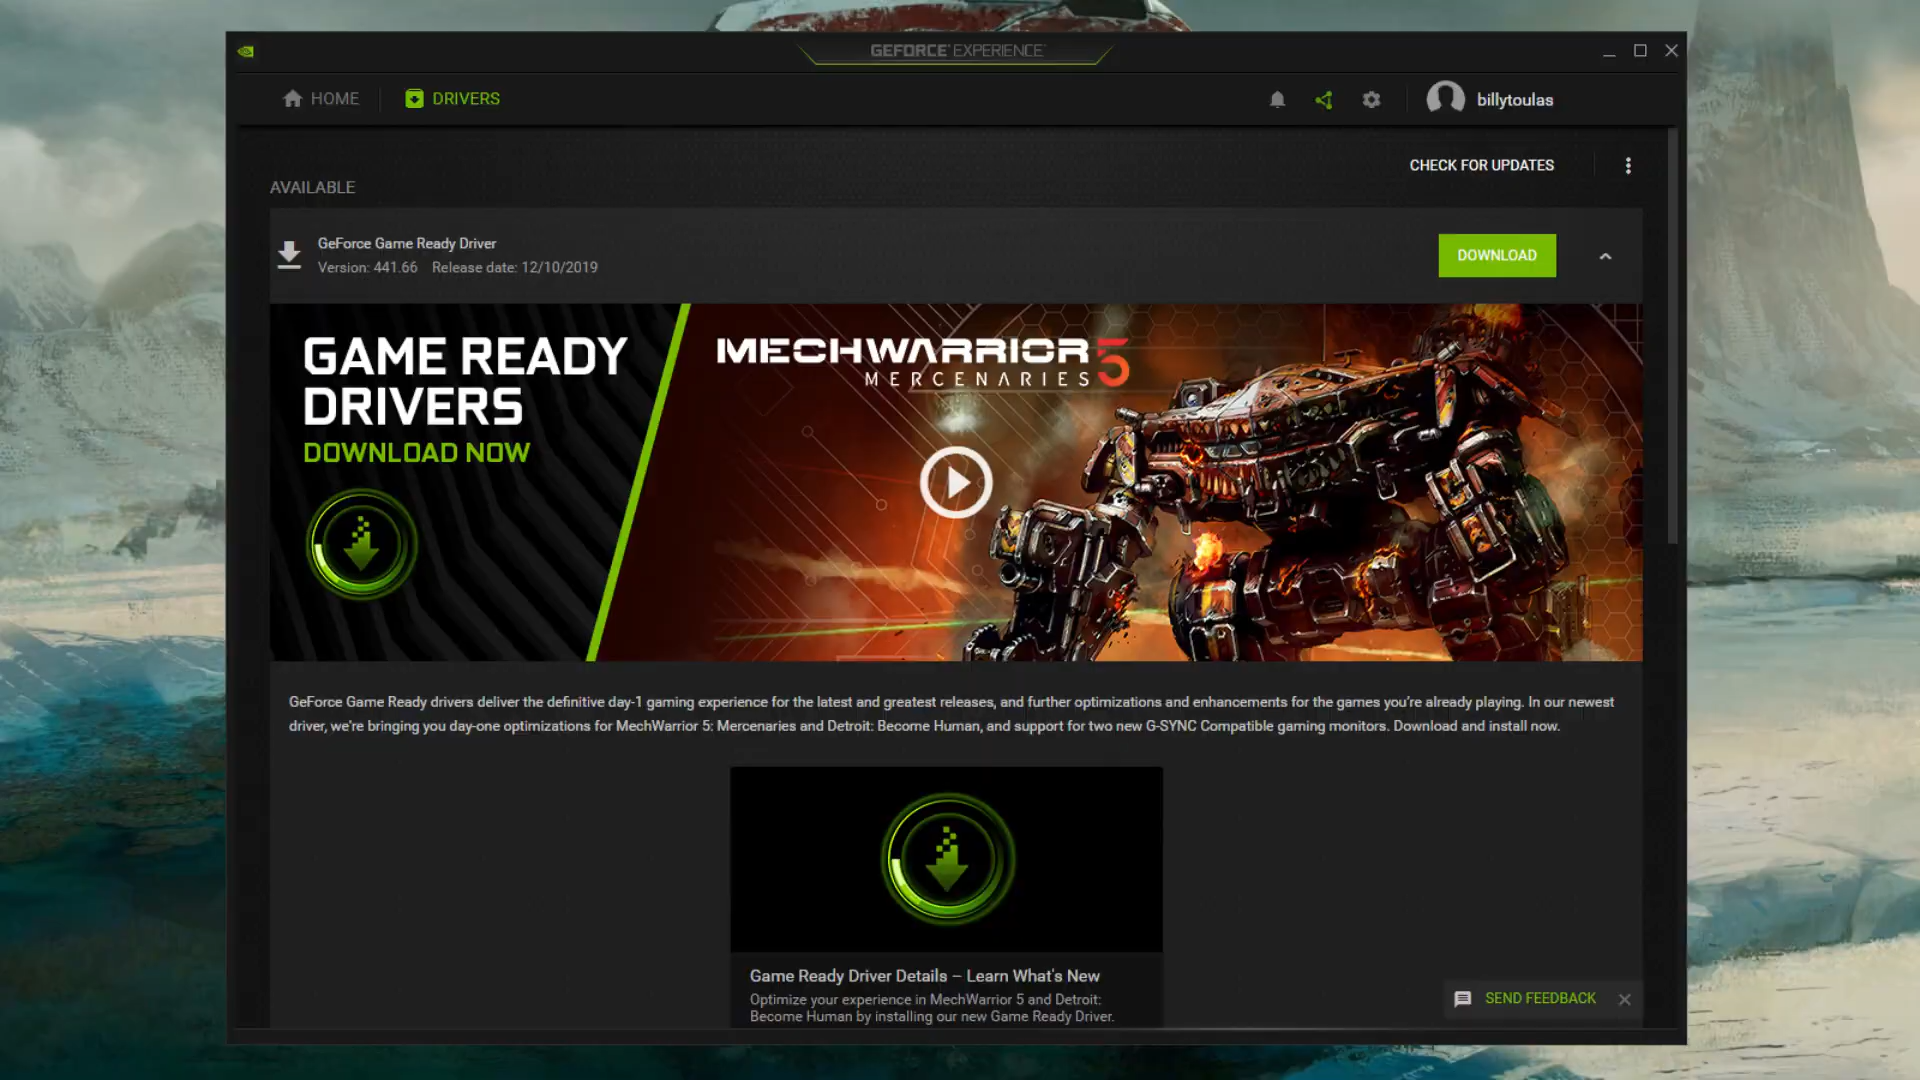 GEFORCE EXPERIENCE
HOME
DRIVERS
billytoulas
CHECK FOR UPDATES
AVAILABLE
GeForce Game Ready Driver
Version: 441.66 Release date: 12/10/2019
DOWNLOAD
GAME READY
DRIVERS
DOWNLOAD NOW
MECHWARRIOR 5
MERCENARIES
GeForce Game Ready drivers deliver the definitive day-1 gaming experience for the latest and greatest releases, and further optimizations and enhancements for the games you're already playing. In our newest
driver, we're bringing you day-one optimizations for MechWarrior 5: Mercenaries and Detroit: Become Human, and support for two new G-SYNC Compatible gaming monitors. Download and install now.
Game Ready Driver Details – Learn What's New
Optimize your experience in MechWarrior 5 and Detroit:
Become Human by installing our new Game Ready Driver.
SEND FEEDBACK